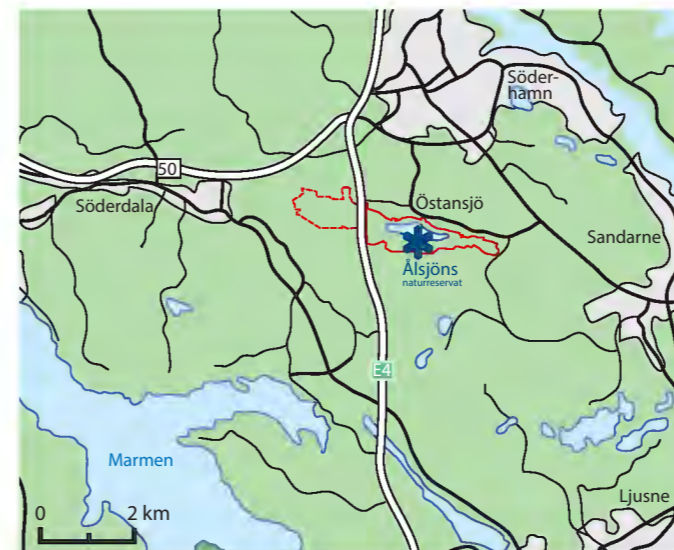 Söder-
hamn
50
Söderdala
Östansjö
Sandarne
Ålsjöns
naturreservat
E4
Marmen
Ljusne
0 2 km